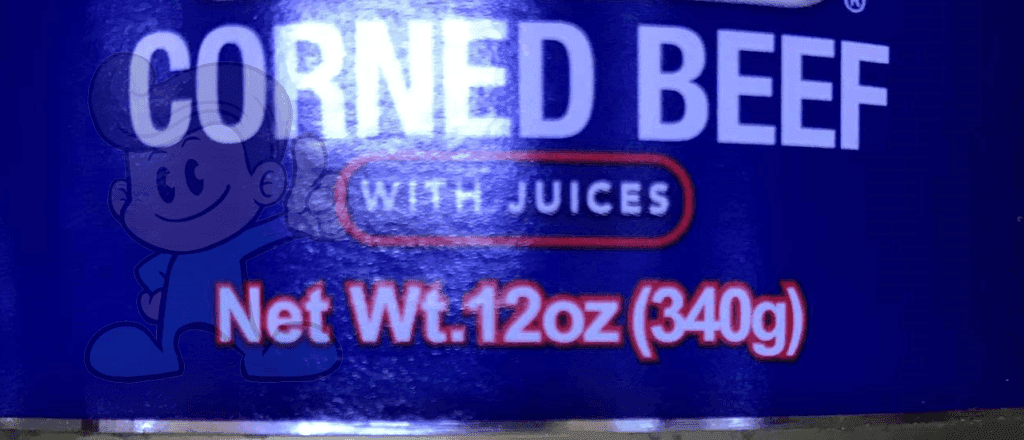 ®
CORNED BEEF
WITH JUICES
Net Wt.12oz(340g)